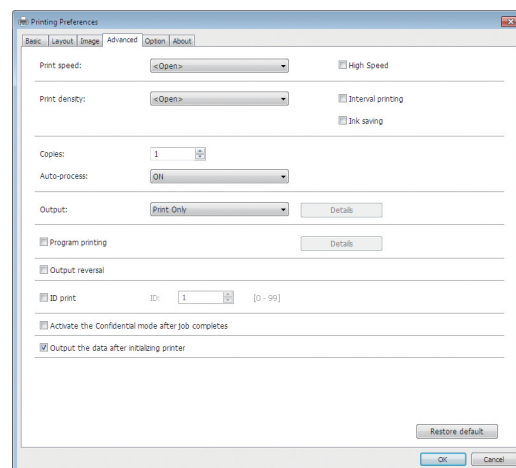 Printing Preferences
Basic Layout Image Advanced Option About
Print speed: <Open> High Speed
Print density: <Open> Interval printing
Ink saving
Copies: 1
Auto-process: ON
Output: Print Only Details
Program printing Details
Output reversal
ID print ID: 1 [0 - 99]
Activate the Confidential mode after job completes
Output the data after initializing printer
Restore default
OK Cancel